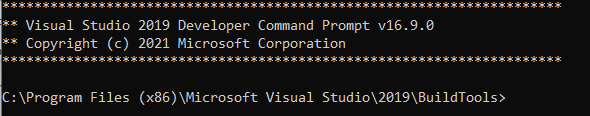 **********************************************************************
** Visual Studio 2019 Developer Command Prompt v16.9.0
** Copyright (c) 2021 Microsoft Corporation
**********************************************************************
C:\Program Files (x86)\Microsoft Visual Studio\2019\BuildTools>